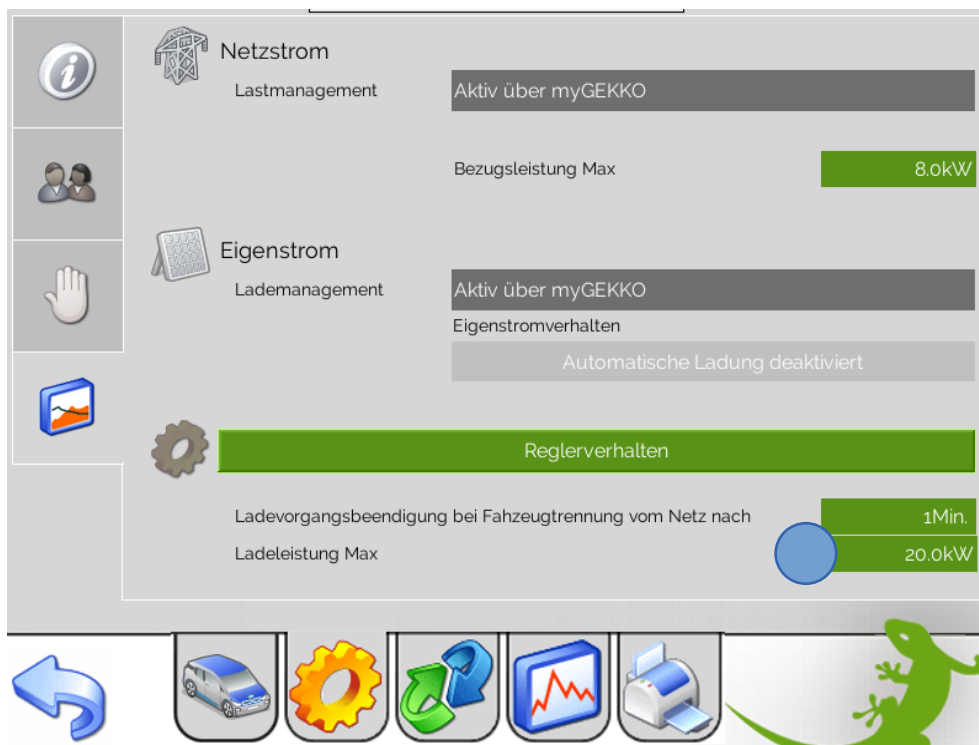 Netzstrom
Lastmanagement
Aktiv über myGEKKO
Bezugsleistung Max
8.0kW
Eigenstrom
Lademanagement
Aktiv über myGEKKO
Eigenstromverhalten
Automatische Ladung deaktiviert
Reglerverhalten
Ladevorgangsbeendigung bei Fahzeugtrennung vom Netz nach
1Min.
Ladeleistung Max
20.0kW